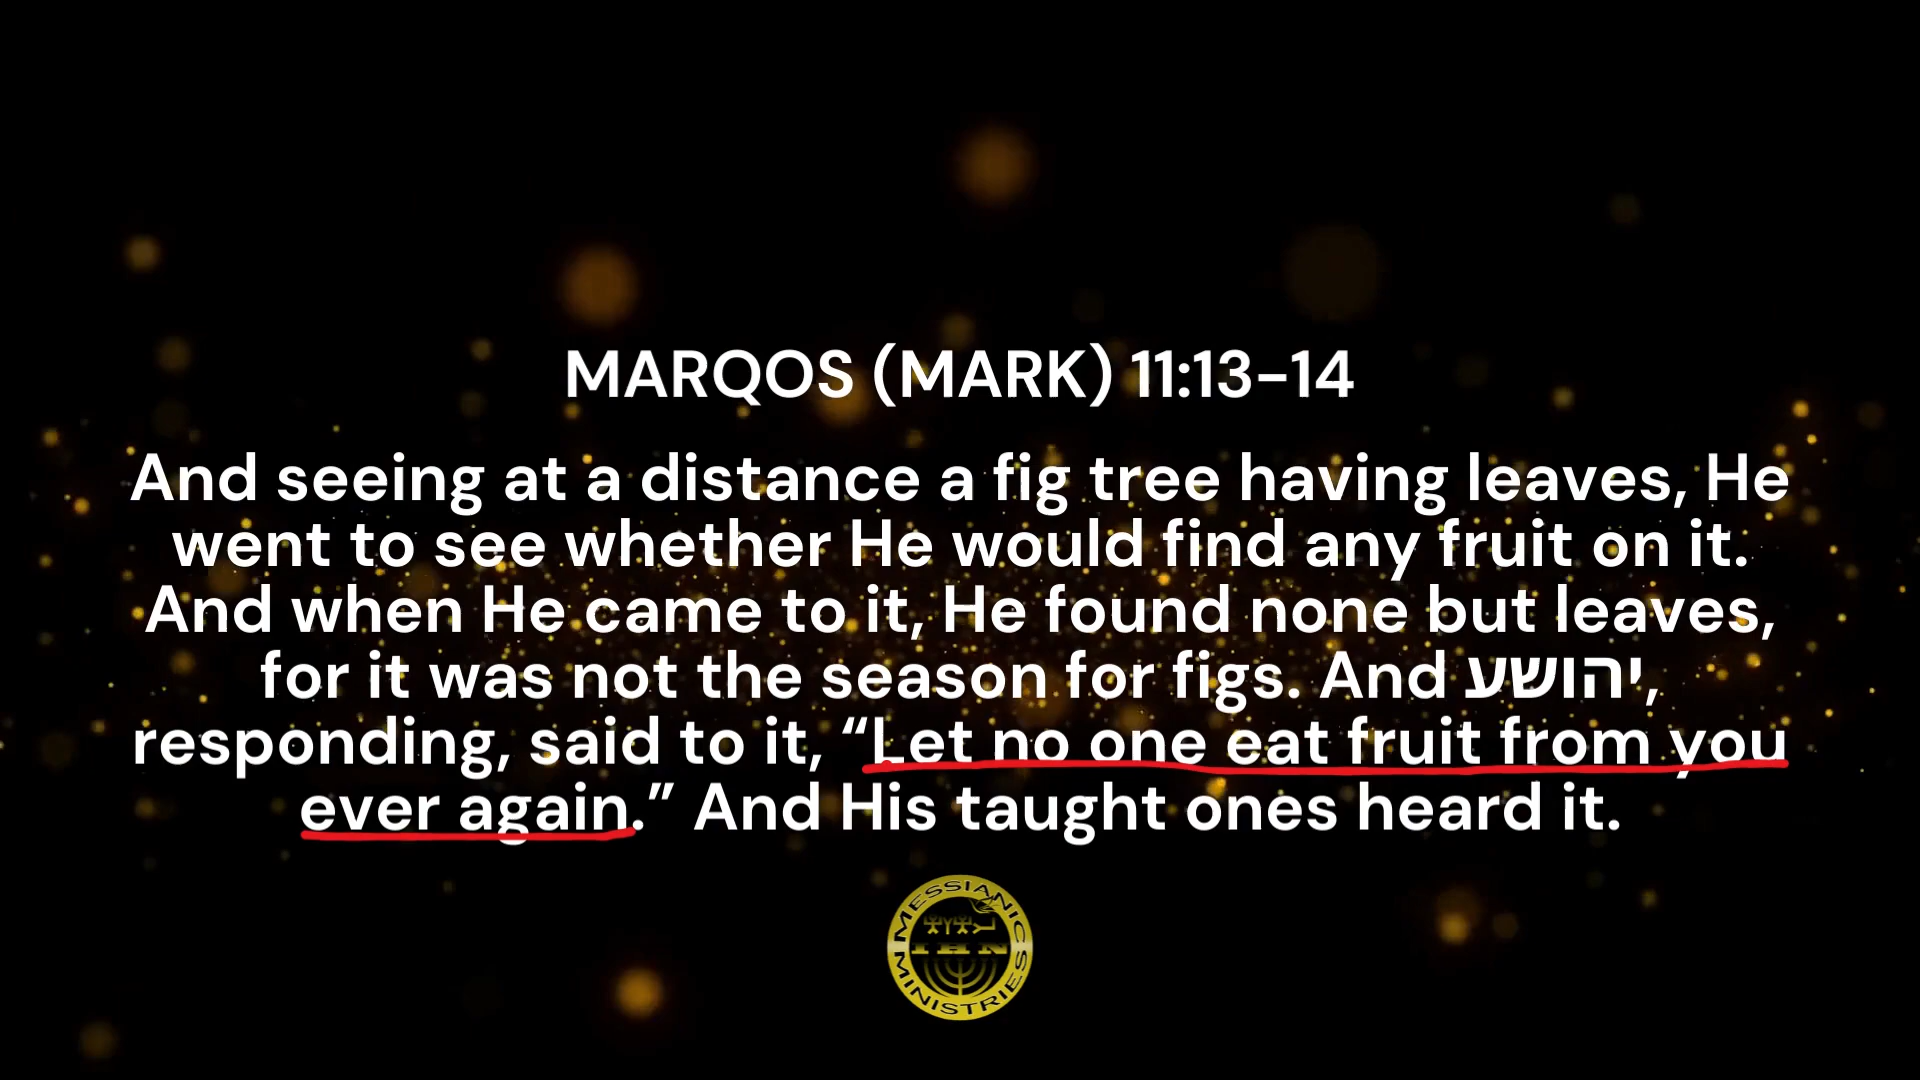 MARQOS (MARK) 11:13-14
And seeing at a distance a fig tree having leaves, He
went to see whether He would find any fruit on it.
And when He came to it, He found none but leaves,
for it was not the season for figs. And יהושע,
responding, said to it, “Let no one eat fruit from you
ever again.” And His taught ones heard it.
MESSIANIC
IHN
MINISTRIES